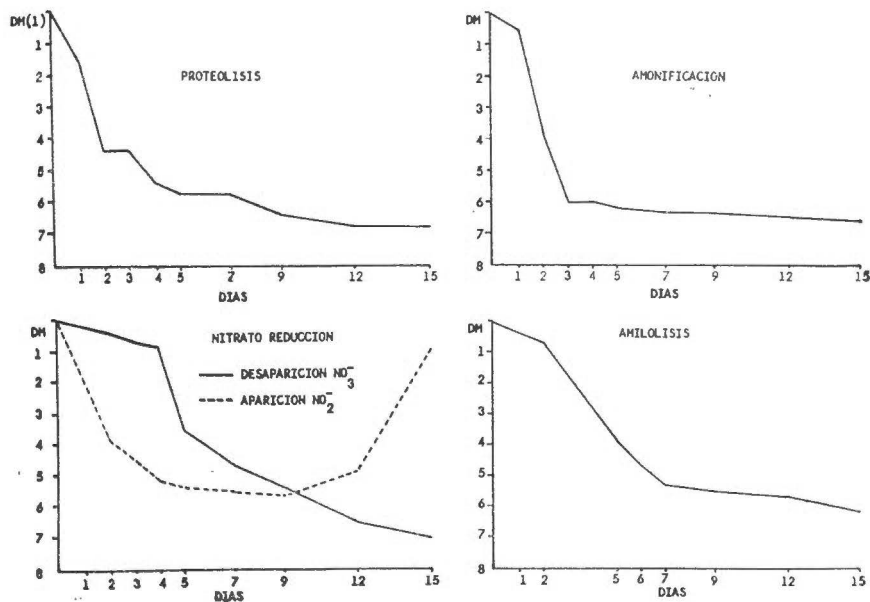 DM(1)
1
2
3
4
5
6
7
8
PROTEOLISIS
1 2 3 4 5 7 9 12 15
DIAS
DM
1
2
3
4
5
6
7
8
AMONIFICACION
1 2 3 4 5 7 9 12 15
DIAS
DM
1
2
3
4
5
6
7
8
NITRATO REDUCCION
DESAPARICION NO3-
APARICION NO2-
1 2 3 4 5 7 9 12 15
DIAS
DM
1
2
3
4
5
6
7
8
AMILOLISIS
1 2 5 6 7 9 12 15
DIAS